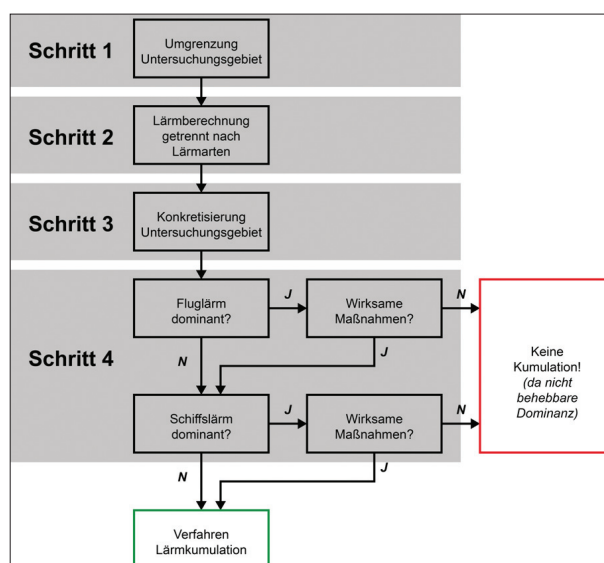 Schritt 1
Umgrenzung
Untersuchungsgebiet
Schritt 2
Lärmberechnung
getrennt nach
Lärmarten
Schritt 3
Konkretisierung
Untersuchungsgebiet
Schritt 4
Fluglärm
dominant?
J
Wirksame
Maßnahmen?
N
Keine
Kumulation!
(da nicht
behebbare
Dominanz)
N
J
Schiffslärm
dominant?
J
Wirksame
Maßnahmen?
N
N
J
Verfahren
Lärmkumulation